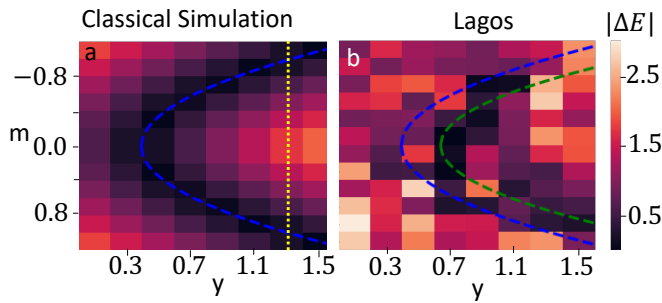 Classical Simulation
Lagos
|ΔE|
a
b
m
−0.8
0.0
0.8
0.3
0.7
1.1
1.5
y
0.3
0.7
1.1
1.5
y
2.5
1.5
0.5